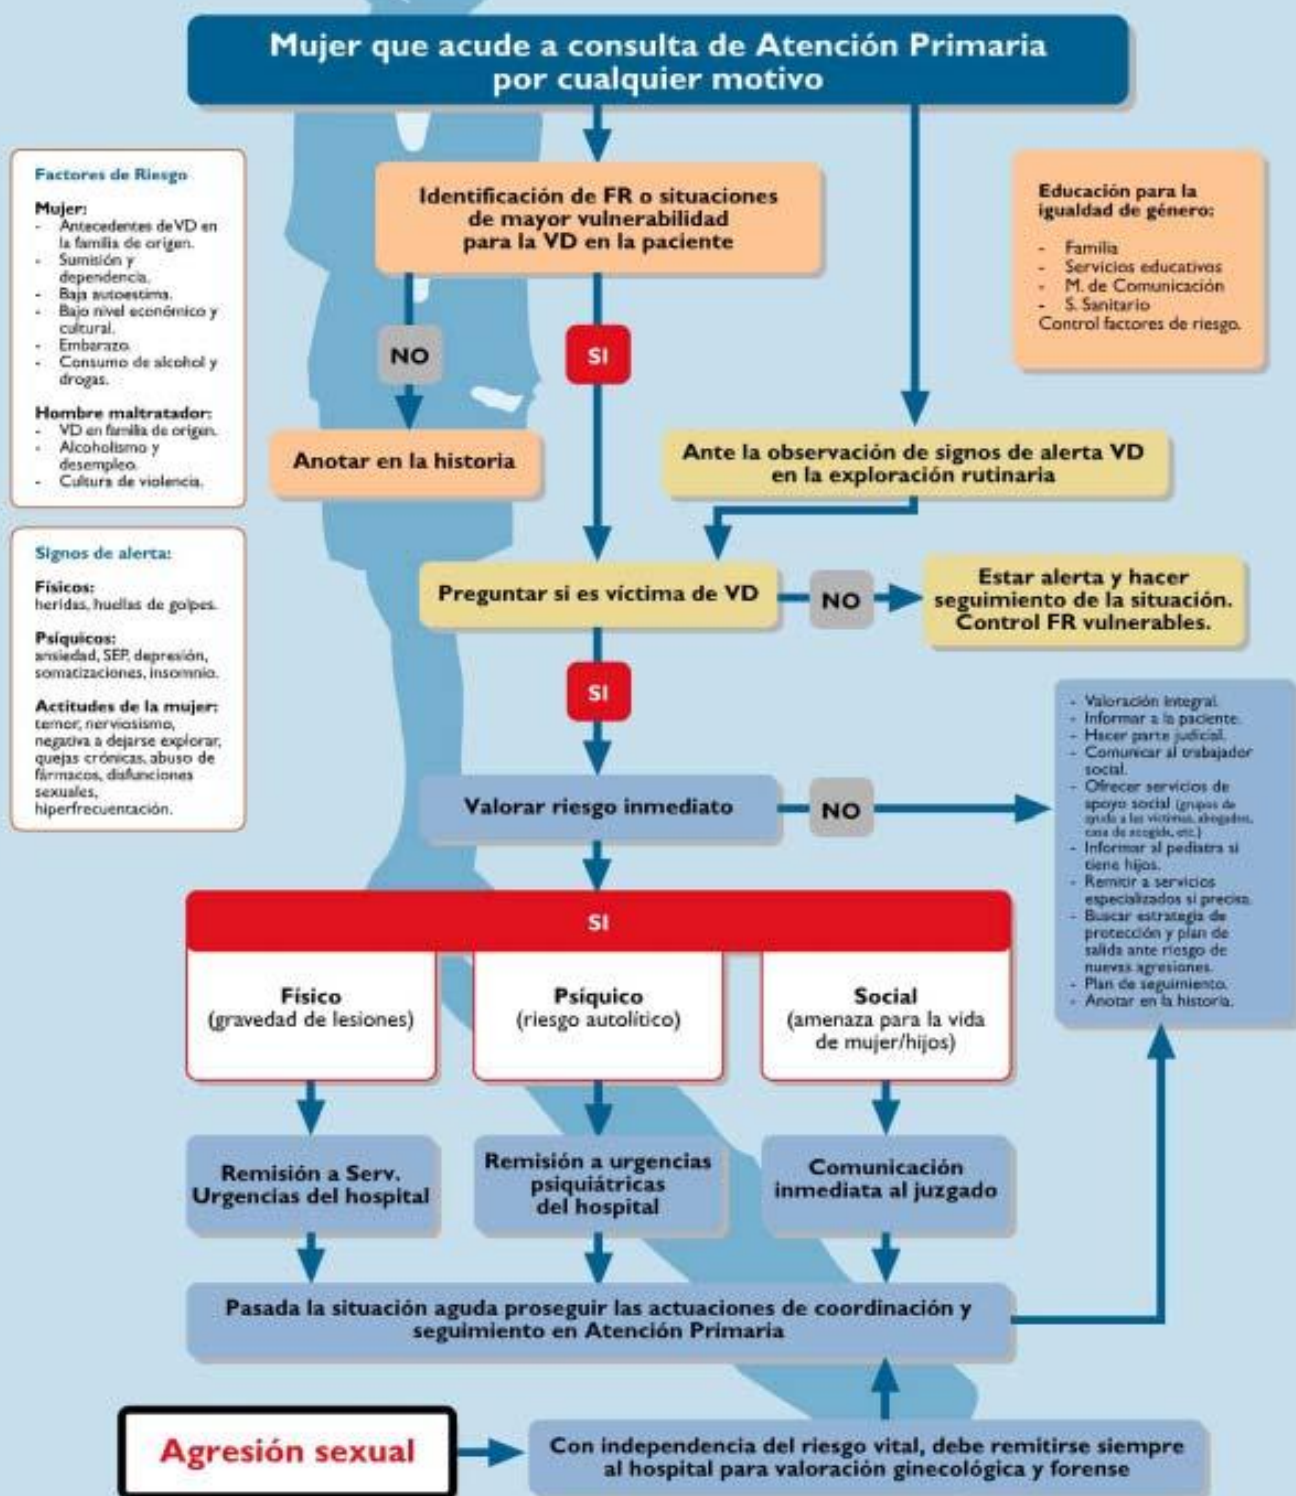 Mujer que acude a consulta de Atención Primaria
por cualquier motivo
Factores de Riesgo
Mujer:
- Antecedentes de VD en
la familia de origen.
- Sumisión y
dependencia.
- Baja autoestima.
- Bajo nivel económico y
cultural.
- Embarazo.
- Consumo de alcohol y
drogas.
Hombre maltratador:
- VD en familia de origen.
- Alcoholismo y
desempleo.
- Cultura de violencia.
Identificación de FR o situaciones
de mayor vulnerabilidad
para la VD en la paciente
Educación para la
igualdad de género:
- Familia
- Servicios educativos
- M. de Comunicación
- S. Sanitario
Control factores de riesgo.
NO
SI
Anotar en la historia
Ante la observación de signos de alerta VD
en la exploración rutinaria
Signos de alerta:
Físicos:
heridas, huellas de golpes.
Psíquicos:
ansiedad, SEP, depresión,
somatizaciones, insomnio.
Actitudes de la mujer:
temor, nerviosismo,
negativa a dejarse explorar,
quejas crónicas, abuso de
fármacos, disfunciones
sexuales,
hiperfrecuentación.
Preguntar si es víctima de VD
NO
Estar alerta y hacer
seguimiento de la situación.
Control FR vulnerables.
SI
Valorar riesgo inmediato
NO
- Valoración integral.
- Informar a la paciente.
- Hacer parte judicial.
- Comunicar al trabajador
social.
- Ofrecer servicios de
apoyo social (grupos de
ayuda a las víctimas, abogados,
casa de acogida, etc.)
- Informar al pediatra si
tiene hijos.
- Remitir a servicios
especializados si precisa.
- Buscar estrategia de
protección y plan de
salida ante riesgo de
nuevas agresiones.
- Plan de seguimiento.
- Anotar en la historia.
SI
Físico
(gravedad de lesiones)
Psíquico
(riesgo autolítico)
Social
(amenaza para la vida
de mujer/hijos)
Remisión a Serv.
Urgencias del hospital
Remisión a urgencias
psiquiátricas
del hospital
Comunicación
inmediata al juzgado
Pasada la situación aguda proseguir las actuaciones de coordinación y
seguimiento en Atención Primaria
Agresión sexual
Con independencia del riesgo vital, debe remitirse siempre
al hospital para valoración ginecológica y forense